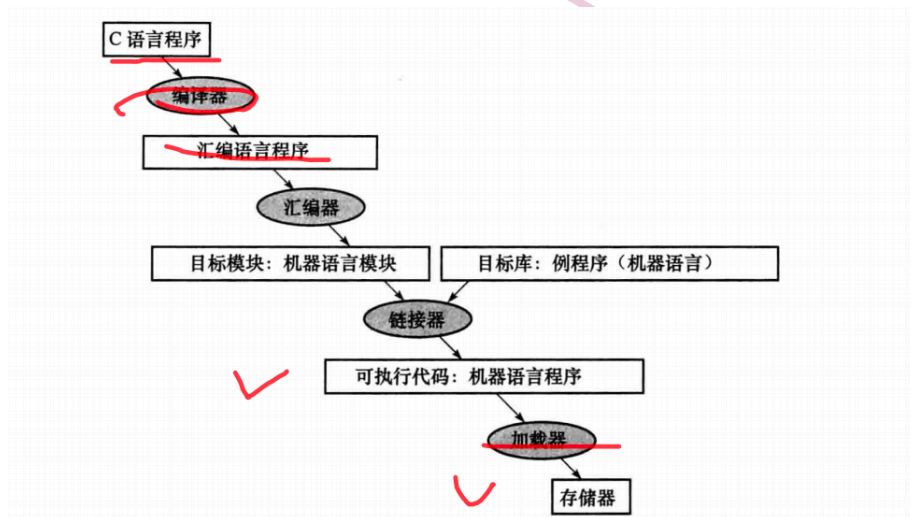 C 语言程序
编译器
汇编语言程序
汇编器
目标模块：机器语言模块
目标库：例程序（机器语言）
链接器
可执行代码：机器语言程序
加载器
存储器